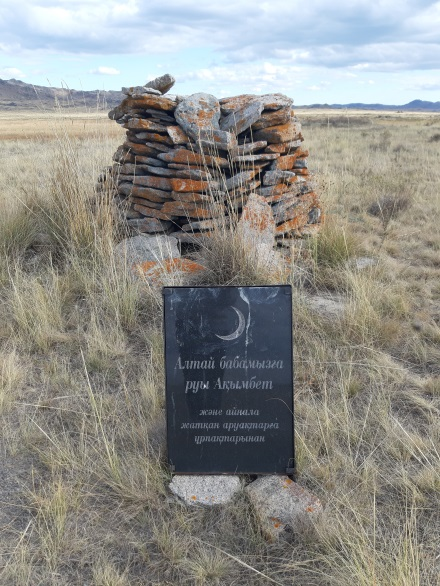 Алтай бабамызға
руы Ақымбет
және айнала
жатқан аруақтарға
ұрпақтарынан